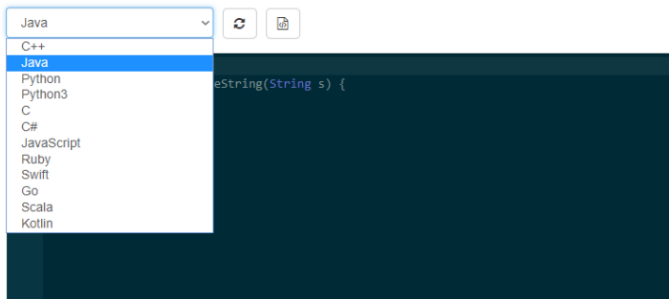 Java
C++
Java
Python
eString(String s) {
Python3
C
C#
JavaScript
Ruby
Swift
Go
Scala
Kotlin